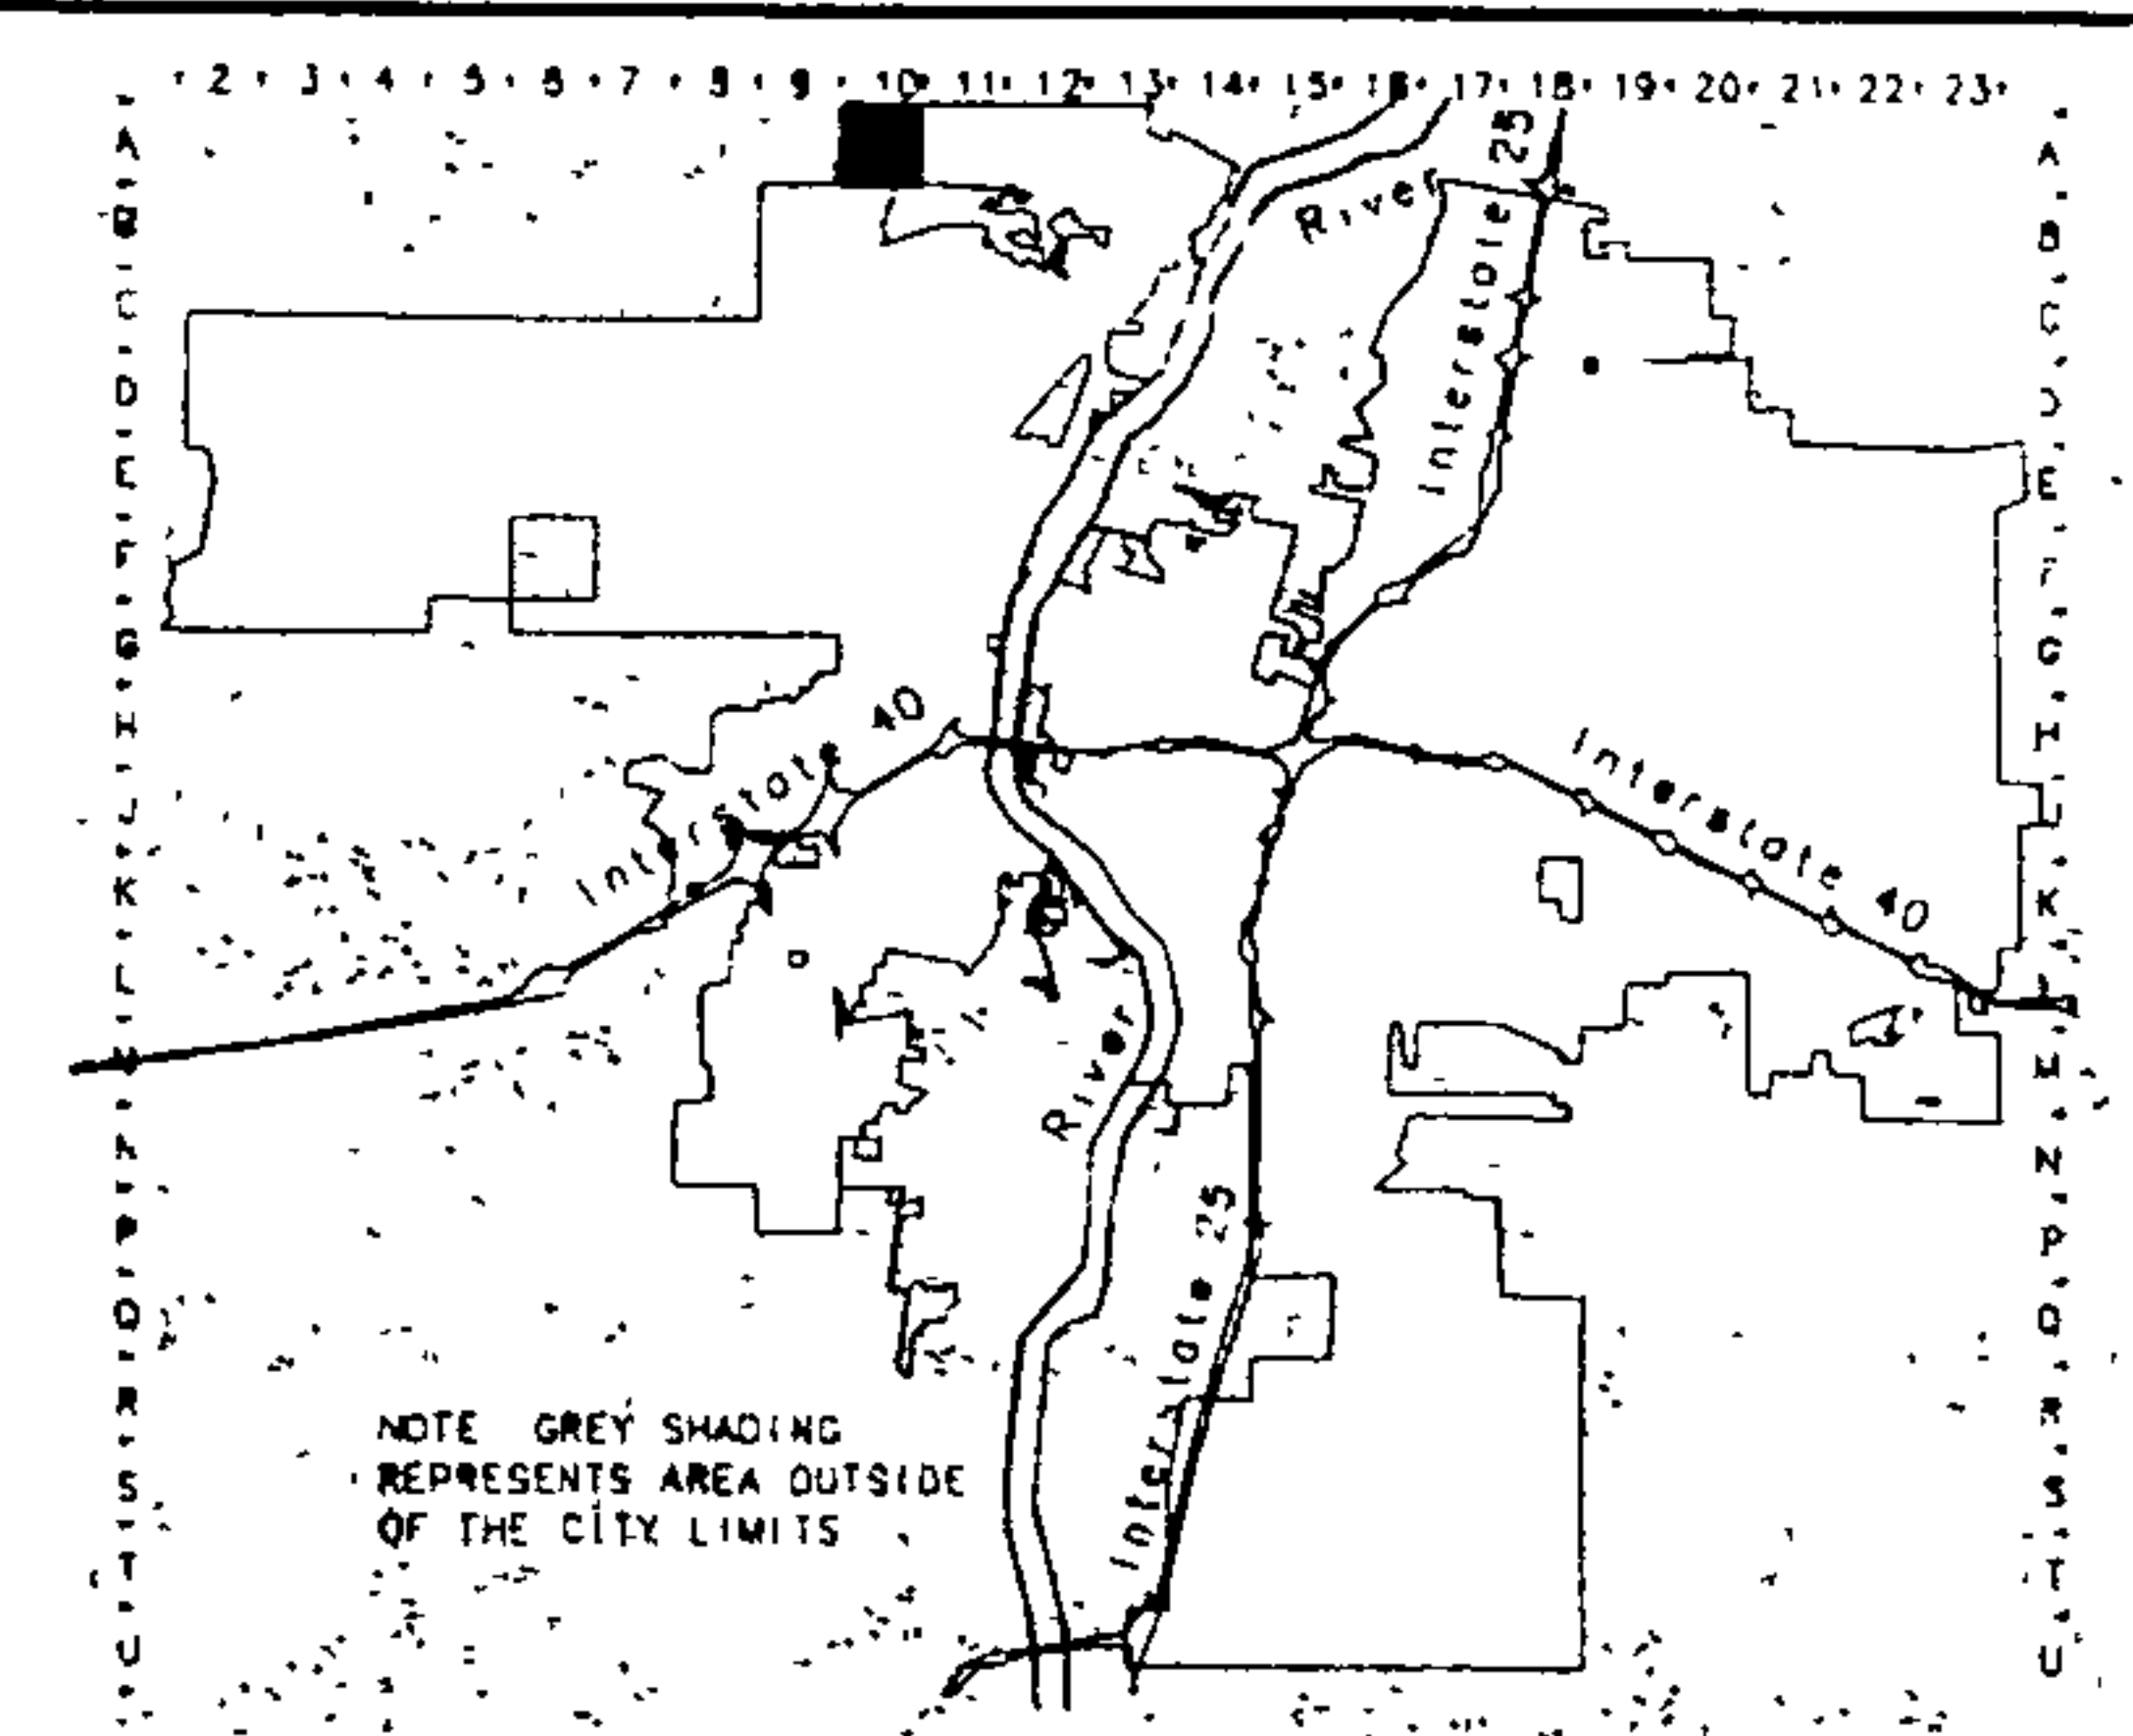 2 3 4 5 6 7 8 9 10 11 12 13 14 15 16 17 18 19 20 21 22 23
A A
B B
C C
D D
E E
F F
G G
H H
J J
K K
L L
M M
N N
P P
Q Q
R R
S S
T T
U U
River
Interstate 25
Interstate 40
Interstate 40
River
Interstate 25
NOTE GREY SHADING
REPRESENTS AREA OUTSIDE
OF THE CITY LIMITS